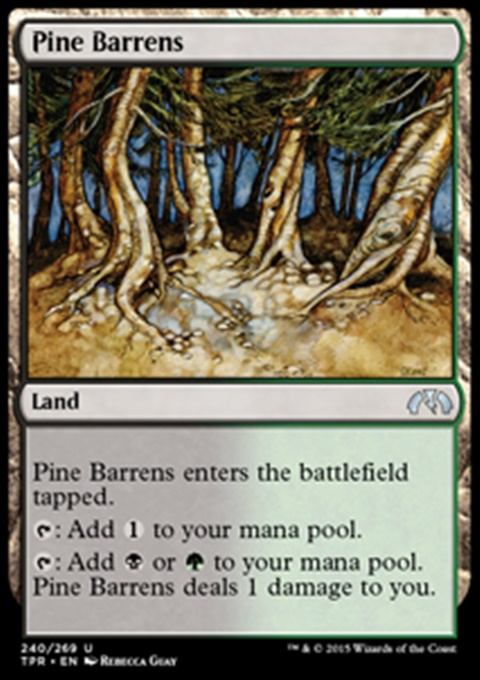 Pine Barrens
Land
Pine Barrens enters the battlefield
tapped.
: Add 1 to your mana pool.
: Add or to your mana pool.
Pine Barrens deals 1 damage to you.
240/269 U
™ & © 2015 Wizards of the Coast
TPR • EN Rebecca Guay